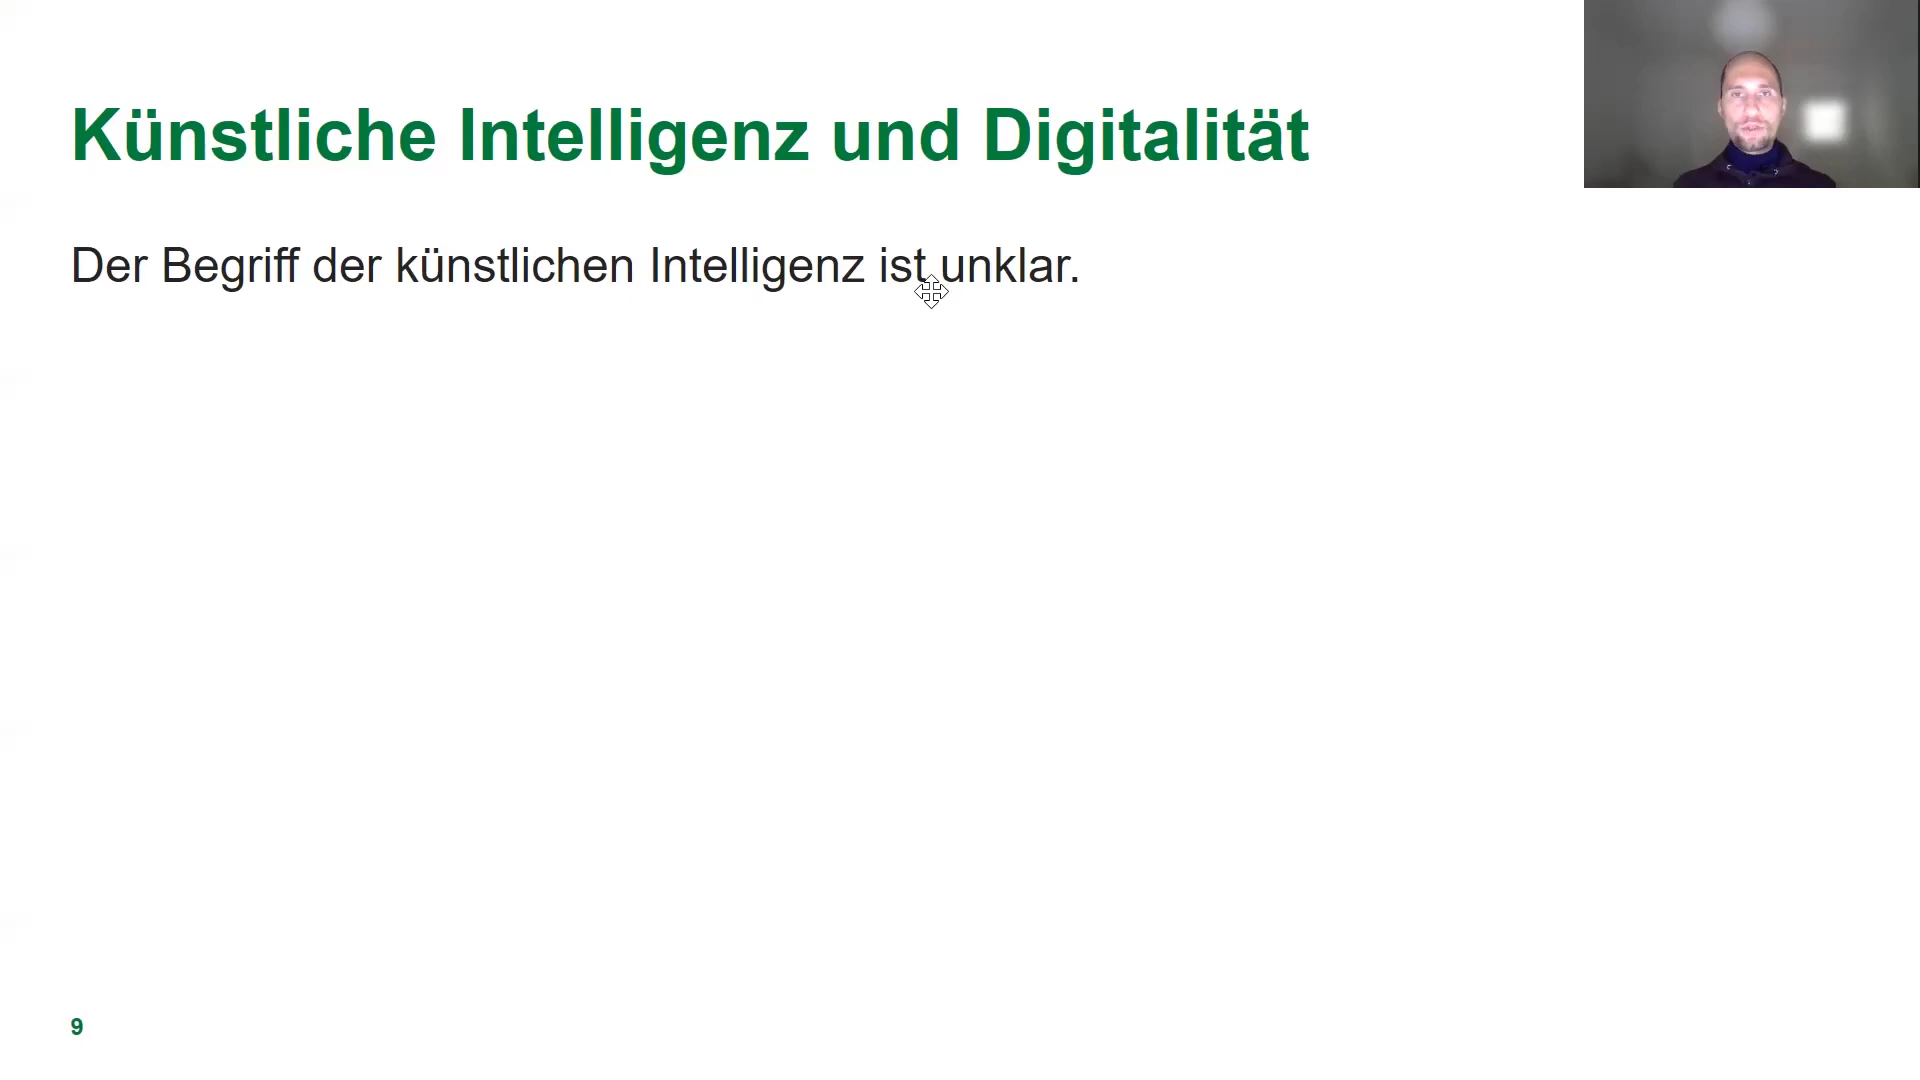 Künstliche Intelligenz und Digitalität
Der Begriff der künstlichen Intelligenz ist unklar.
9